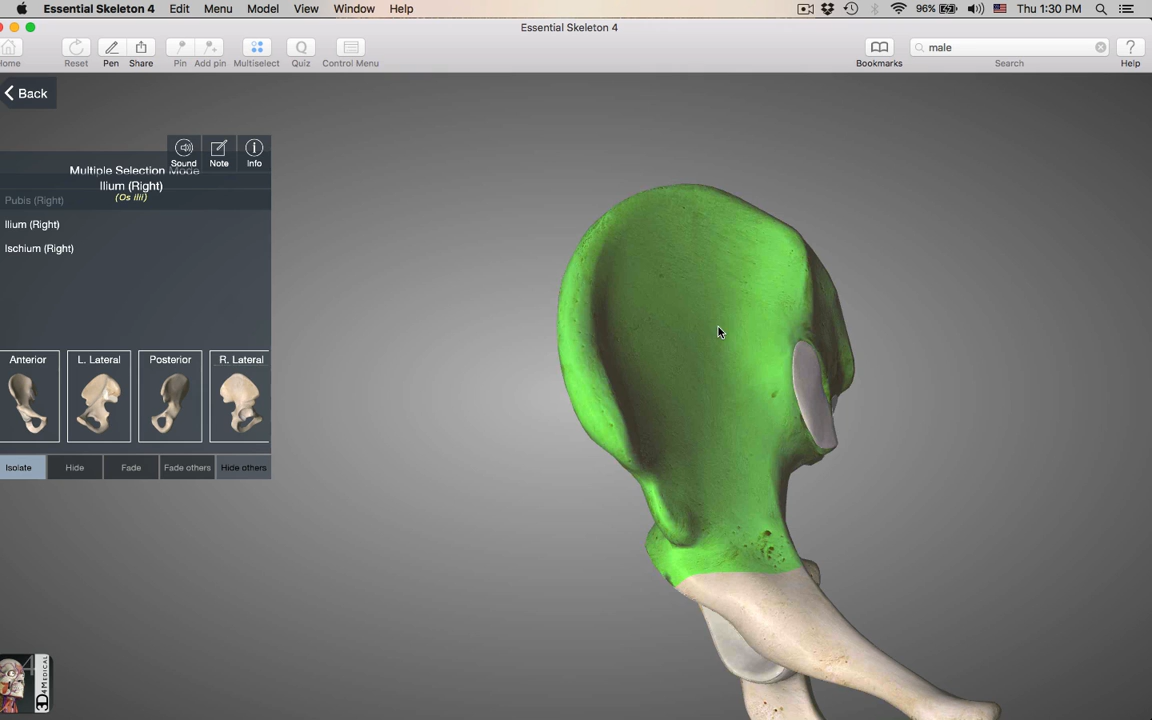 Essential Skeleton 4 Edit Menu Model View Window Help 96% Thu 1:30 PM
Essential Skeleton 4
male
Home Reset Pen Share Pin Add pin Multiselect Quiz Control Menu Bookmarks Search Help
Q
?
Back
Sound Note Info
Multiple Selection Mode
Ilium (Right)
(Os ilii)
Pubis (Right)
Ilium (Right)
Ischium (Right)
Anterior L. Lateral Posterior R. Lateral
Isolate Hide Fade Fade others Hide others
4
3D4MEDICAL